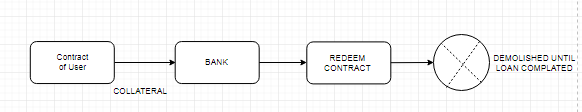 Contract
of User
COLLATERAL
BANK
REDEEM
CONTRACT
DEMOLISHED UNTIL
LOAN COMPLATED